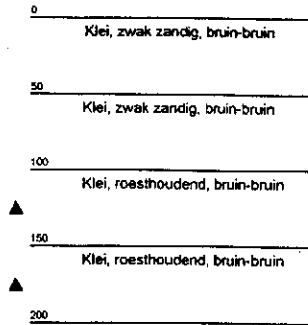 0
Klei, zwak zandig, bruin-bruin
50
Klei, zwak zandig, bruin-bruin
100
Klei, roesthoudend, bruin-bruin
150
Klei, roesthoudend, bruin-bruin
200